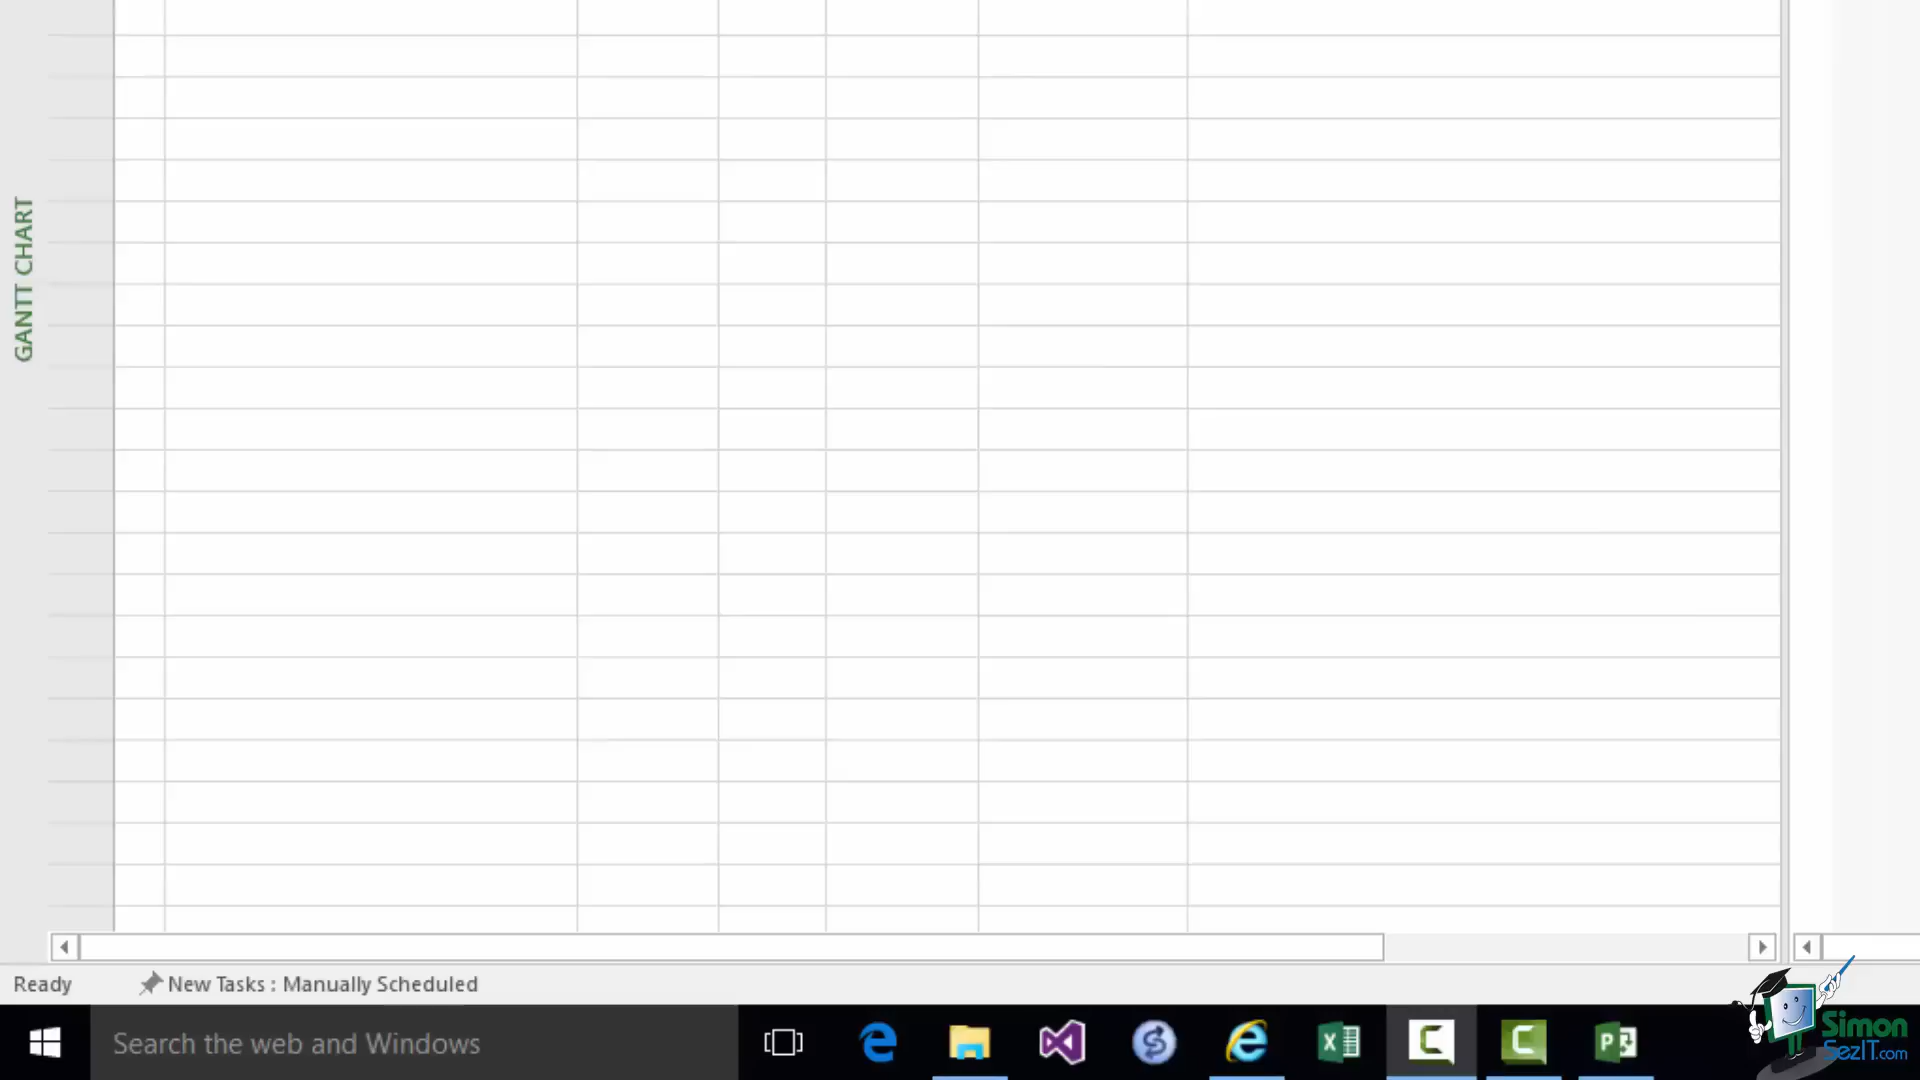 GANTT CHART
Ready
New Tasks : Manually Scheduled
Search the web and Windows
Simon
SezIT.com